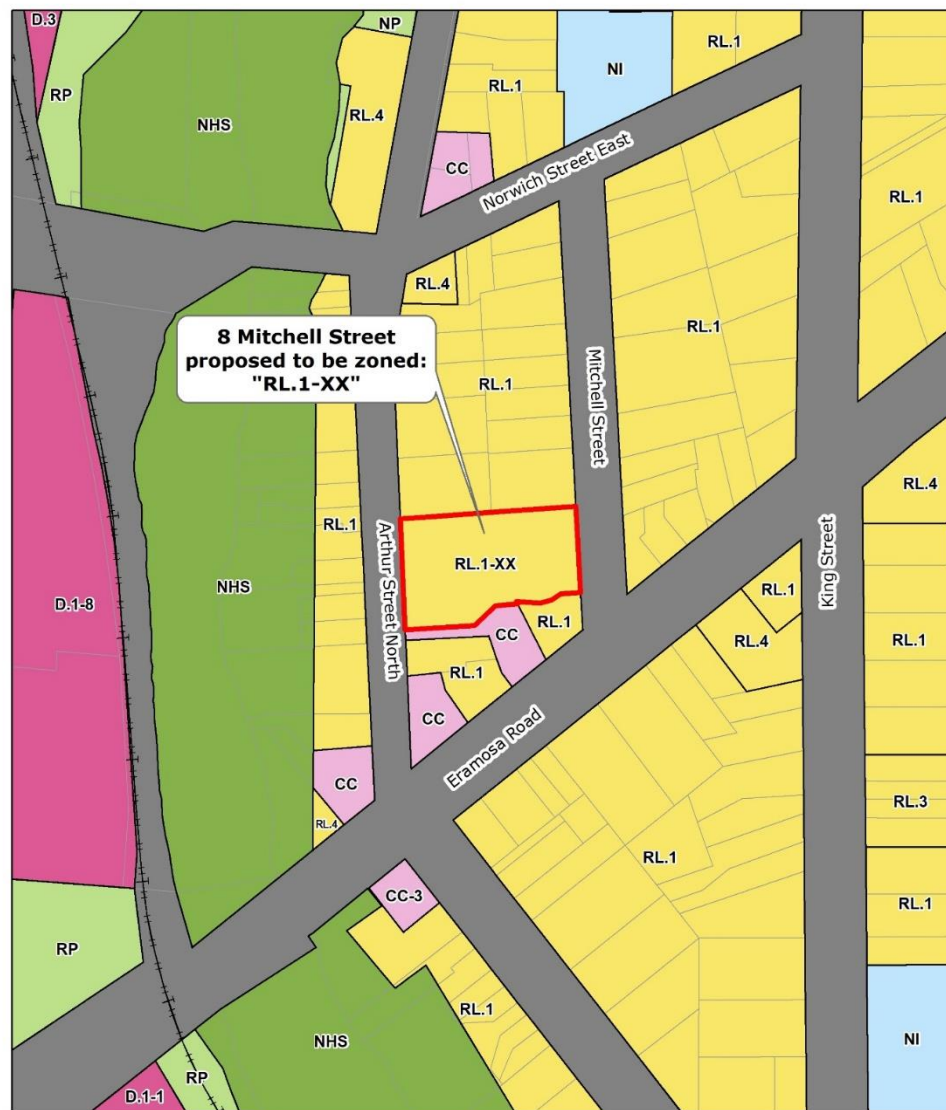 D.3
NP
RP
RL.1
RL.1
NI
NHS
RL.4
CC
Norwich Street East
RL.1
RL.4
8 Mitchell Street
proposed to be zoned:
"RL.1-XX"
RL.1
RL.1
Mitchell Street
RL.4
RL.1
Arthur Street North
RL.1-XX
King Street
D.1-8
NHS
RL.1
CC
RL.1
RL.4
RL.1
RL.1
CC
Eramosa Road
CC
RL.4
RL.3
RL.1
CC-3
RL.1
RP
RL.1
NHS
NI
RP
D.1-1